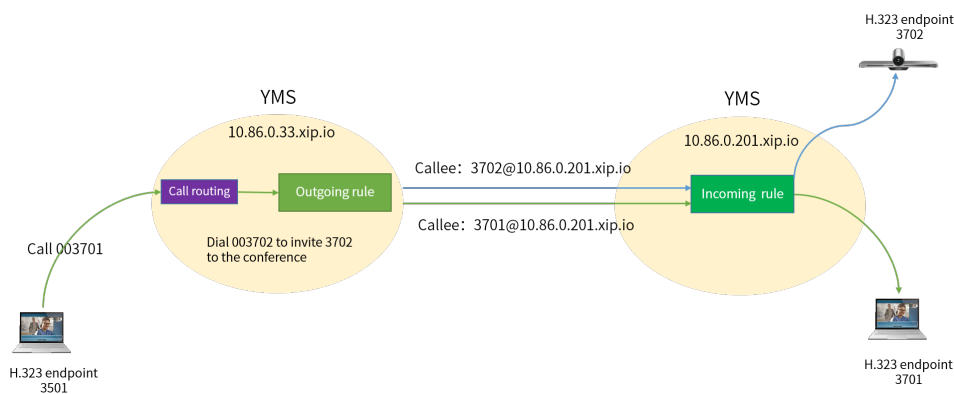 H.323 endpoint
3702
YMS
YMS
10.86.0.33.xip.io
10.86.0.201.xip.io
Callee：3702@10.86.0.201.xip.io
Call routing
Outgoing rule
Incoming rule
Callee：3701@10.86.0.201.xip.io
Call 003701
Dial 003702 to invite 3702
to the conference
H.323 endpoint
3501
H.323 endpoint
3701